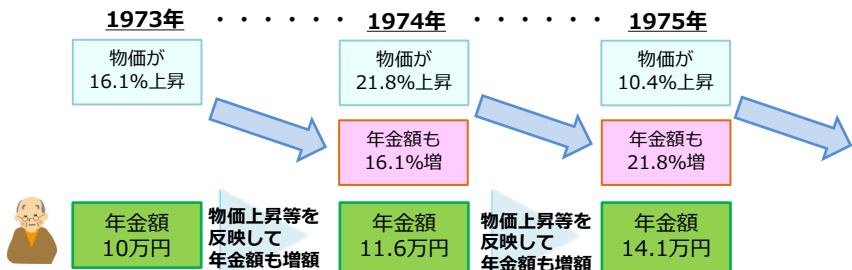 1973年 ・・・・・・ 1974年 ・・・・・・ 1975年
物価が
16.1%上昇
物価が
21.8%上昇
物価が
10.4%上昇
年金額も
16.1%増
年金額も
21.8%増
年金額
10万円
物価上昇等を
反映して
年金額も増額
年金額
11.6万円
物価上昇等を
反映して
年金額も増額
年金額
14.1万円